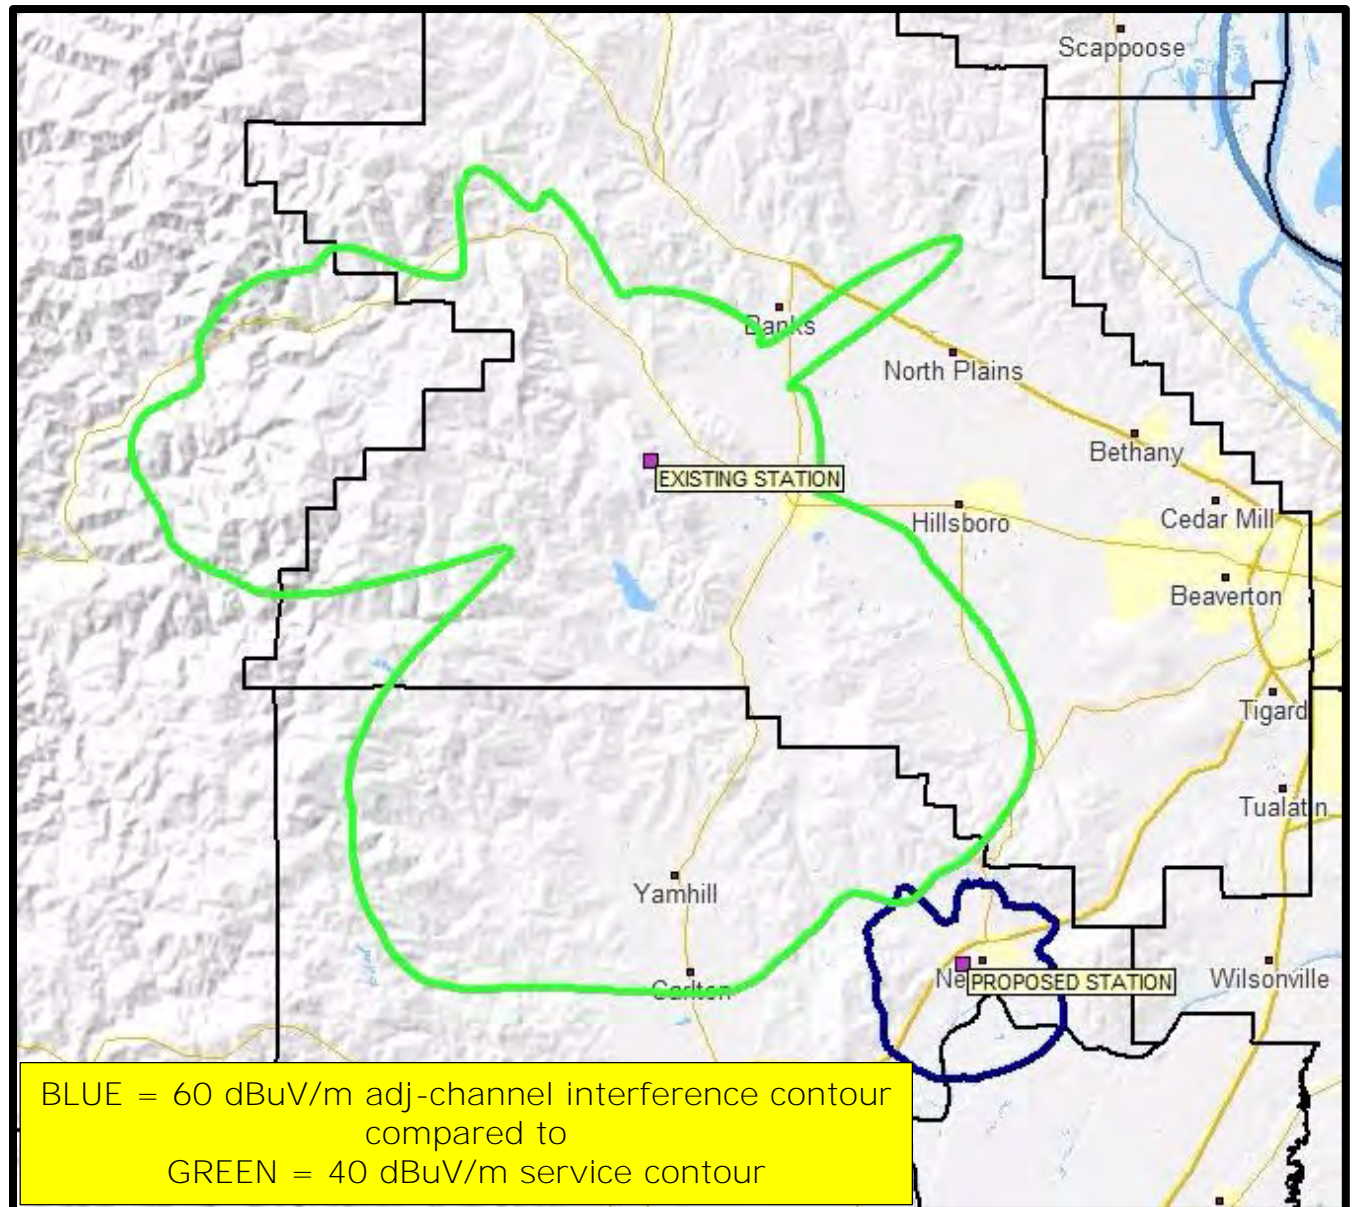 Scappoose
Banks
North Plains
Bethany
EXISTING STATION
Hillsboro
Cedar Mill
Beaverton
Tigard
Tualatin
Yamhill
Carlton
Ne
PROPOSED STATION
Wilsonville
BLUE = 60 dBuV/m adj-channel interference contour
compared to
GREEN = 40 dBuV/m service contour